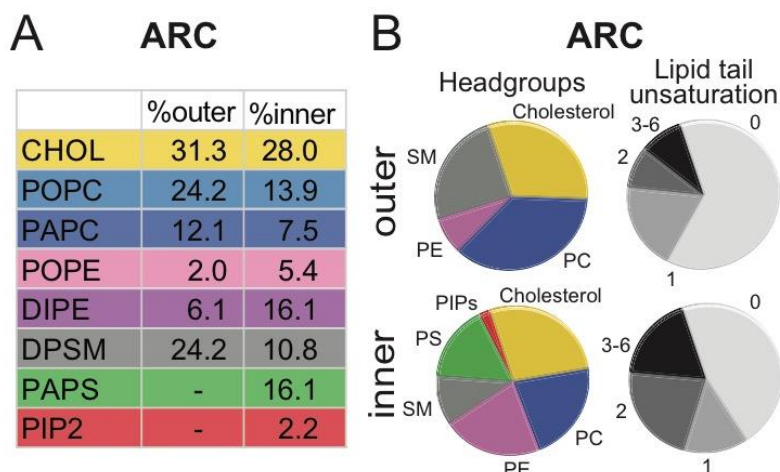 A ARC
%outer %inner
CHOL 31.3 28.0
POPC 24.2 13.9
PAPC 12.1 7.5
POPE 2.0 5.4
DIPE 6.1 16.1
DPSM 24.2 10.8
PAPS - 16.1
PIP2 - 2.2
B ARC
Headgroups
Lipid tail
unsaturation
outer
Cholesterol
SM
PE
PC
0
3-6
2
1
inner
PIPs
Cholesterol
PS
SM
PE
PC
0
3-6
2
1